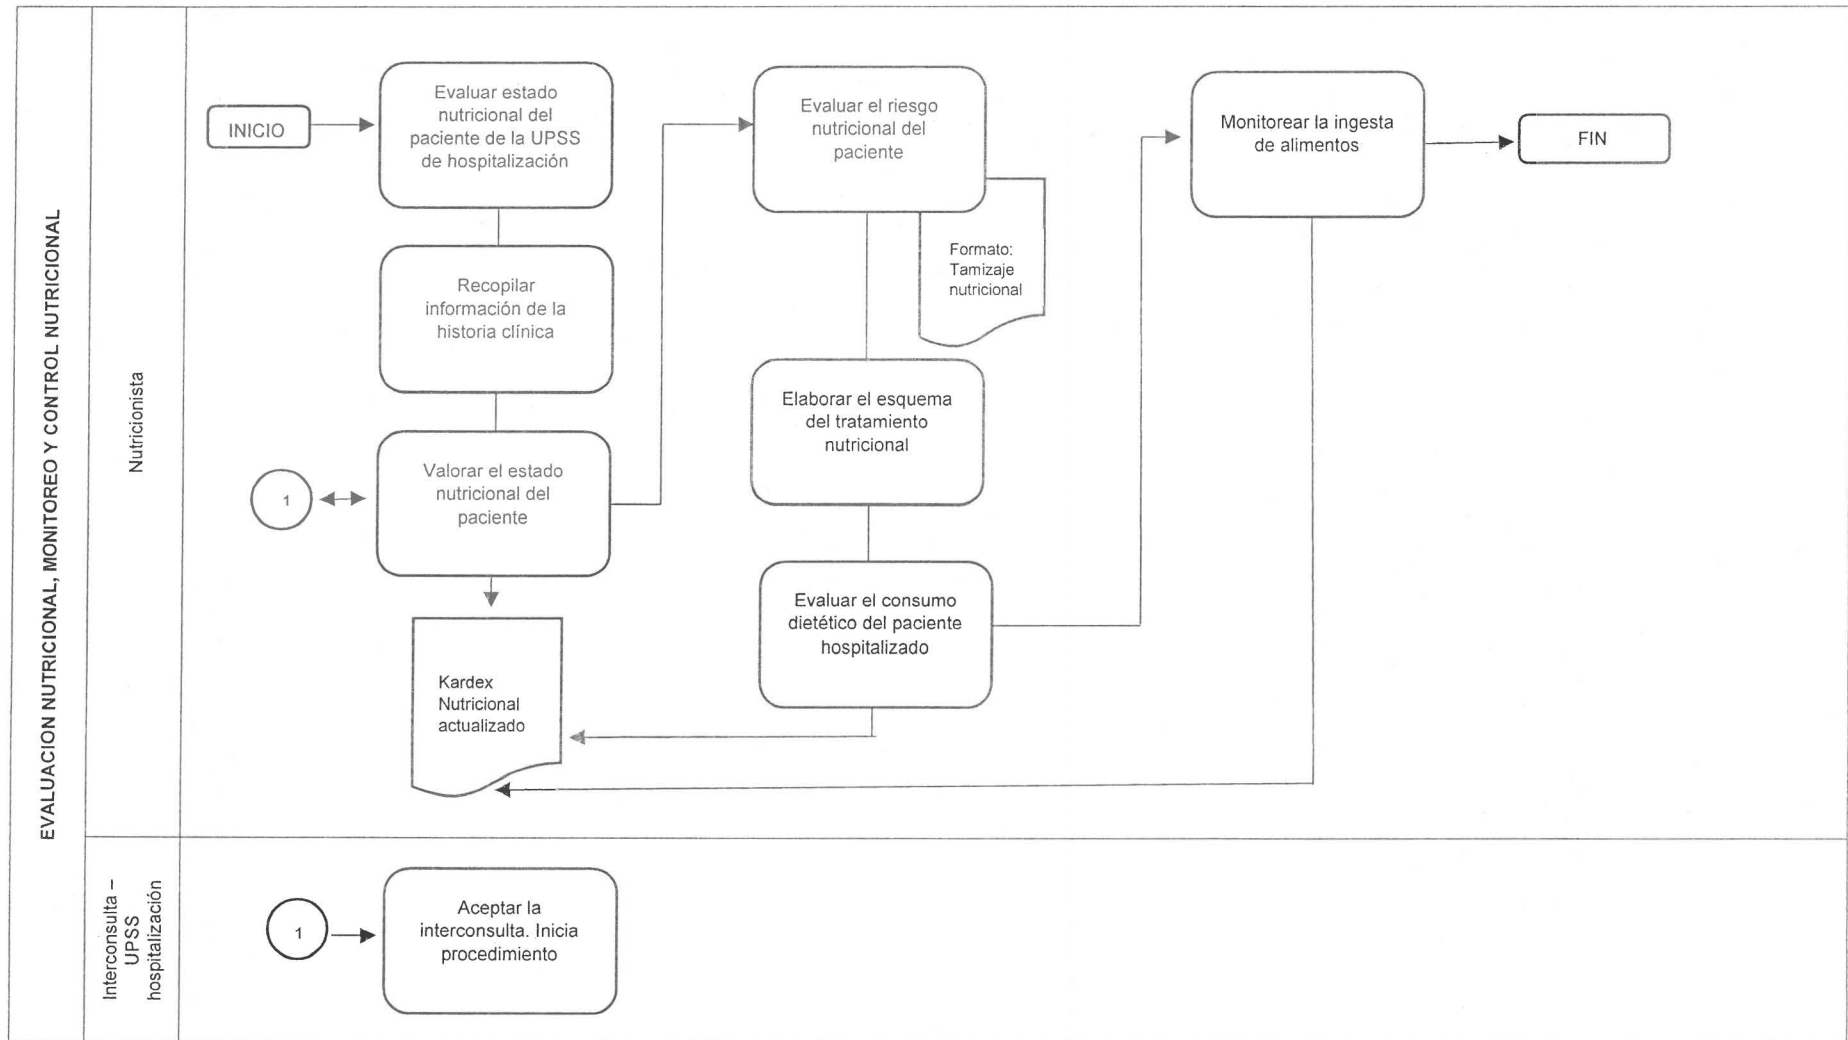 EVALUACION NUTRICIONAL, MONITOREO Y CONTROL NUTRICIONAL
Nutricionista
INICIO
Evaluar estado
nutricional del
paciente de la UPSS
de hospitalización
Recopilar
información de la
historia clínica
1
Valorar el estado
nutricional del
paciente
Kardex
Nutricional
actualizado
Evaluar el riesgo
nutricional del
paciente
Formato:
Tamizaje
nutricional
Elaborar el esquema
del tratamiento
nutricional
Evaluar el consumo
dietético del paciente
hospitalizado
Monitorear la ingesta
de alimentos
FIN
Interconsulta –
UPSS
hospitalización
1
Aceptar la
interconsulta. Inicia
procedimiento